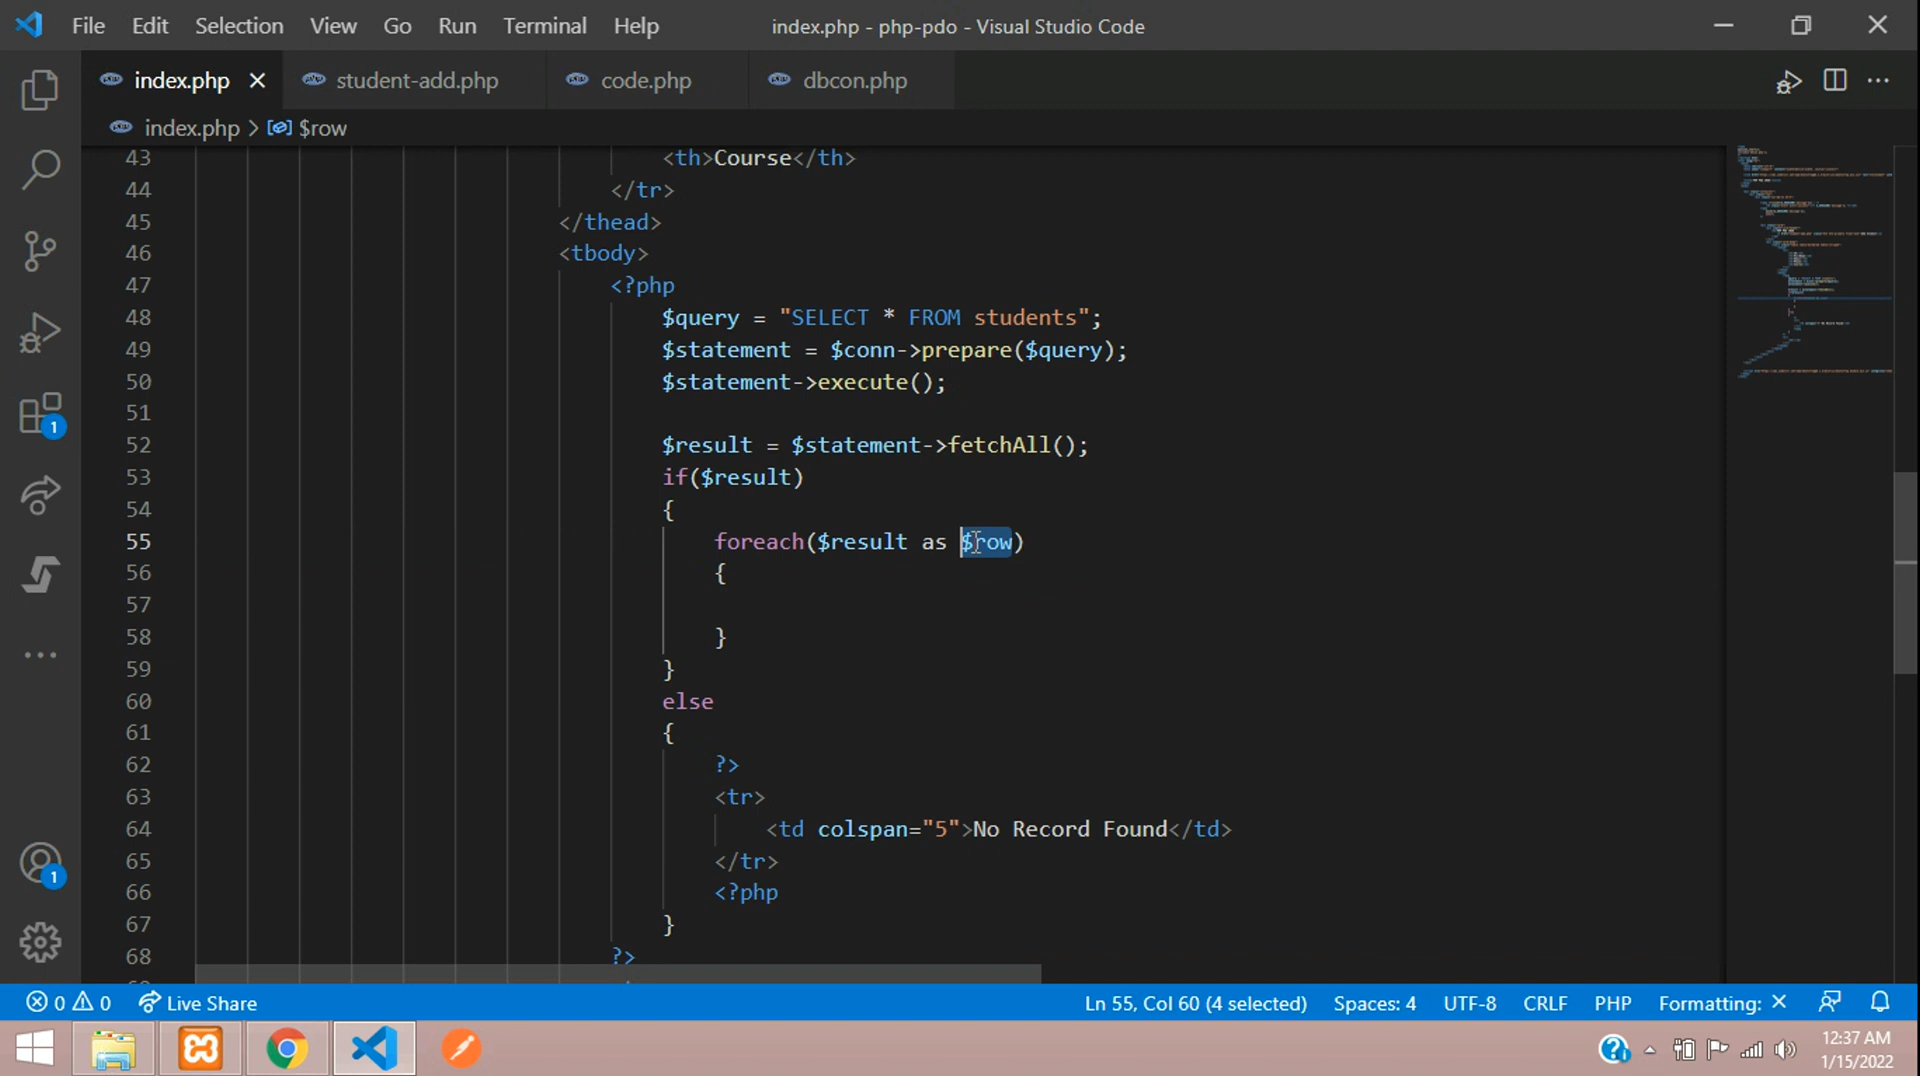 File Edit Selection View Go Run Terminal Help index.php - php-pdo - Visual Studio Code
index.php student-add.php code.php dbcon.php
index.php > $row
43 <th>Course</th>
44 </tr>
45 </thead>
46 <tbody>
47 <?php
48 $query = "SELECT * FROM students";
49 $statement = $conn->prepare($query);
50 $statement->execute();
51
52 $result = $statement->fetchAll();
53 if($result)
54 {
55 foreach($result as $row)
56 {
57
58 }
59 }
60 else
61 {
62 ?>
63 <tr>
64 <td colspan="5">No Record Found</td>
65 </tr>
66 <?php
67 }
68 ?>
1
1
0 0 Live Share Ln 55, Col 60 (4 selected) Spaces: 4 UTF-8 CRLF PHP Formatting: ×
12:37 AM
1/15/2022